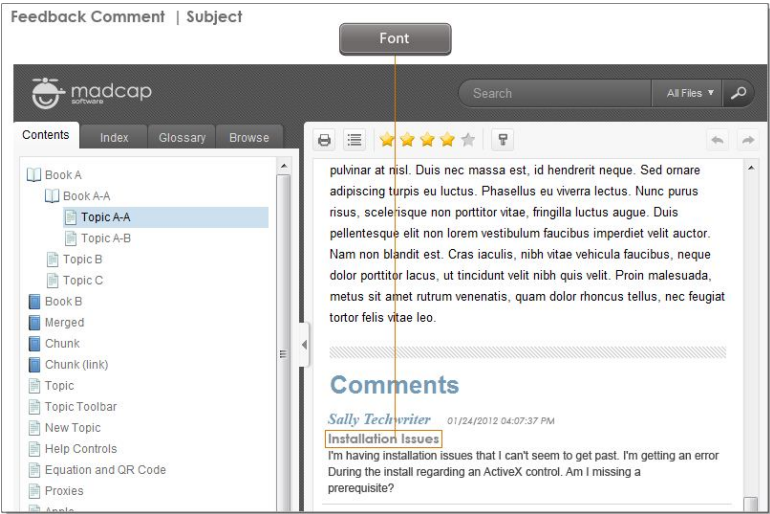 Feedback Comment | Subject
Font
madcap
software
Search
All Files
Contents
Index
Glossary
Browse
Book A
Book A-A
Topic A-A
Topic A-B
Topic B
Topic C
Book B
Merged
Chunk
Chunk (link)
Topic
Topic Toolbar
New Topic
Help Controls
Equation and QR Code
Proxies
pulvinar at nisl. Duis nec massa est, id hendrerit neque. Sed ornare
adipiscing turpis eu luctus. Phasellus eu viverra lectus. Nunc purus
risus, scelerisque non porttitor vitae, fringilla luctus augue. Duis
pellentesque elit non lorem vestibulum faucibus imperdiet velit auctor.
Nam non blandit est. Cras iaculis, nibh vitae vehicula faucibus, neque
dolor porttitor lacus, ut tincidunt velit nibh quis velit. Proin malesuada,
metus sit amet rutrum venenatis, quam dolor rhoncus tellus, nec feugiat
tortor felis vitae leo.
Comments
Sally Techwriter 01/24/2012 04:07:37 PM
Installation Issues
I'm having installation issues that I can't seem to get past. I'm getting an error
During the install regarding an ActiveX control. Am I missing a
prerequisite?